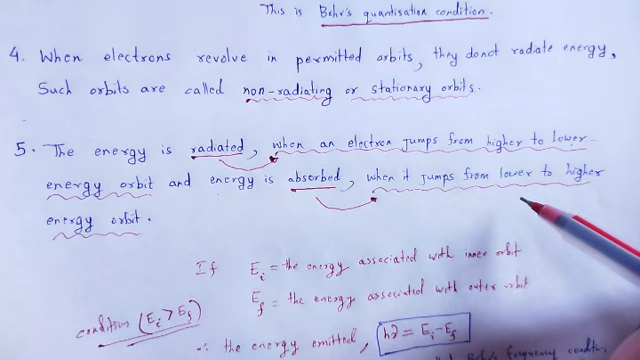 This is Bohr's quantisation condition.
4. When electrons revolve in permitted orbits, they donot radiate energy,
Such orbits are called non-radiating or stationary orbits.
5. The energy is radiated, when an electron jumps from higher to lower
energy orbit and energy is absorbed, when it jumps from lower to higher
energy orbit.
If Ei = the energy associated with inner orbit
Ef = the energy associated with outer orbit
condition (Ei > Ef)
∴ the energy emitted, hν = Ei - Ef
Bohr's frequency condition